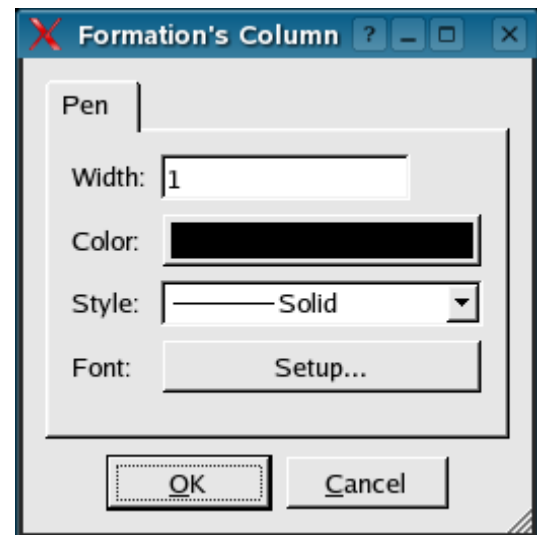 Formation's Column ?
Pen
Width: 1
Color:
Style: Solid
Font: Setup...
OK Cancel